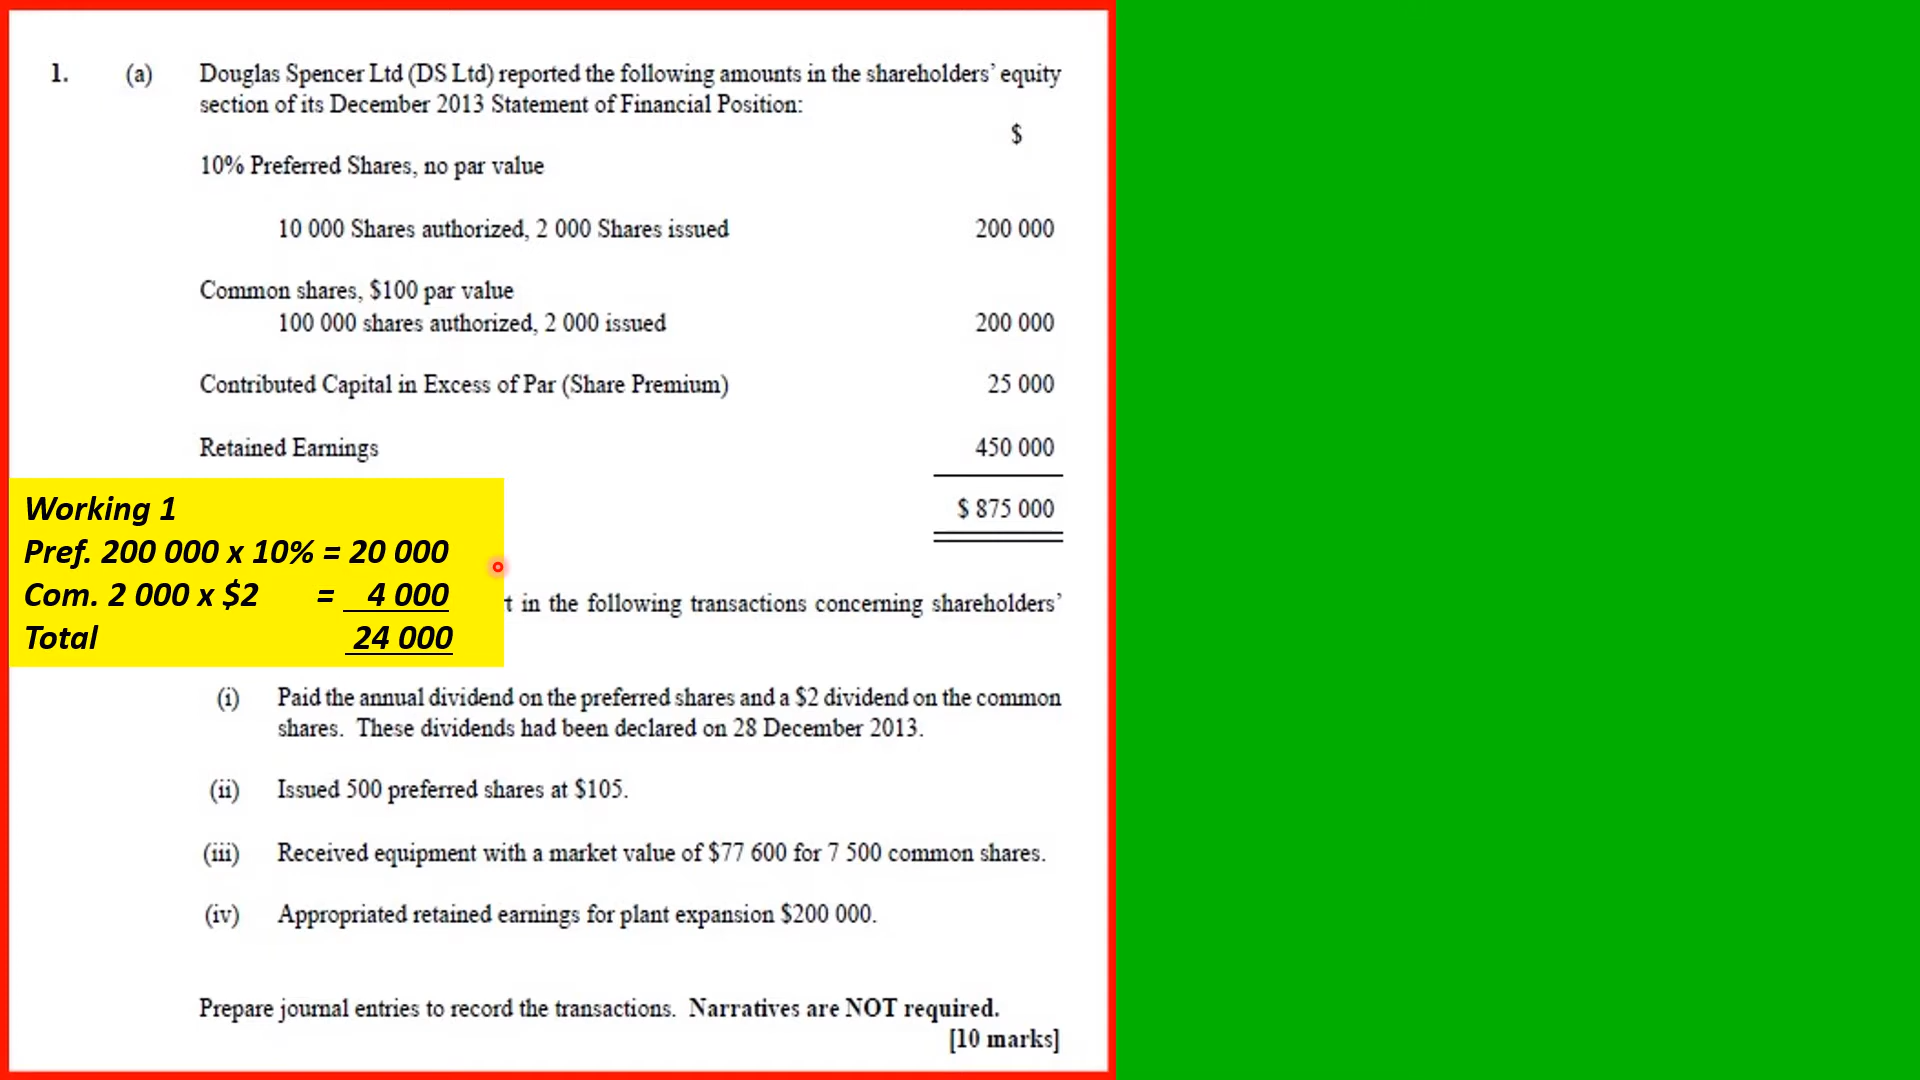 1. (a) Douglas Spencer Ltd (DS Ltd) reported the following amounts in the shareholders’ equity
section of its December 2013 Statement of Financial Position:
$
10% Preferred Shares, no par value
10 000 Shares authorized, 2 000 Shares issued 200 000
Common shares, $100 par value
100 000 shares authorized, 2 000 issued 200 000
Contributed Capital in Excess of Par (Share Premium) 25 000
Retained Earnings 450 000
$ 875 000
Working 1
Pref. 200 000 x 10% = 20 000
Com. 2 000 x $2 = 4 000
Total 24 000
in the following transactions concerning shareholders’
(i) Paid the annual dividend on the preferred shares and a $2 dividend on the common
shares. These dividends had been declared on 28 December 2013.
(ii) Issued 500 preferred shares at $105.
(iii) Received equipment with a market value of $77 600 for 7 500 common shares.
(iv) Appropriated retained earnings for plant expansion $200 000.
Prepare journal entries to record the transactions. Narratives are NOT required.
[10 marks]